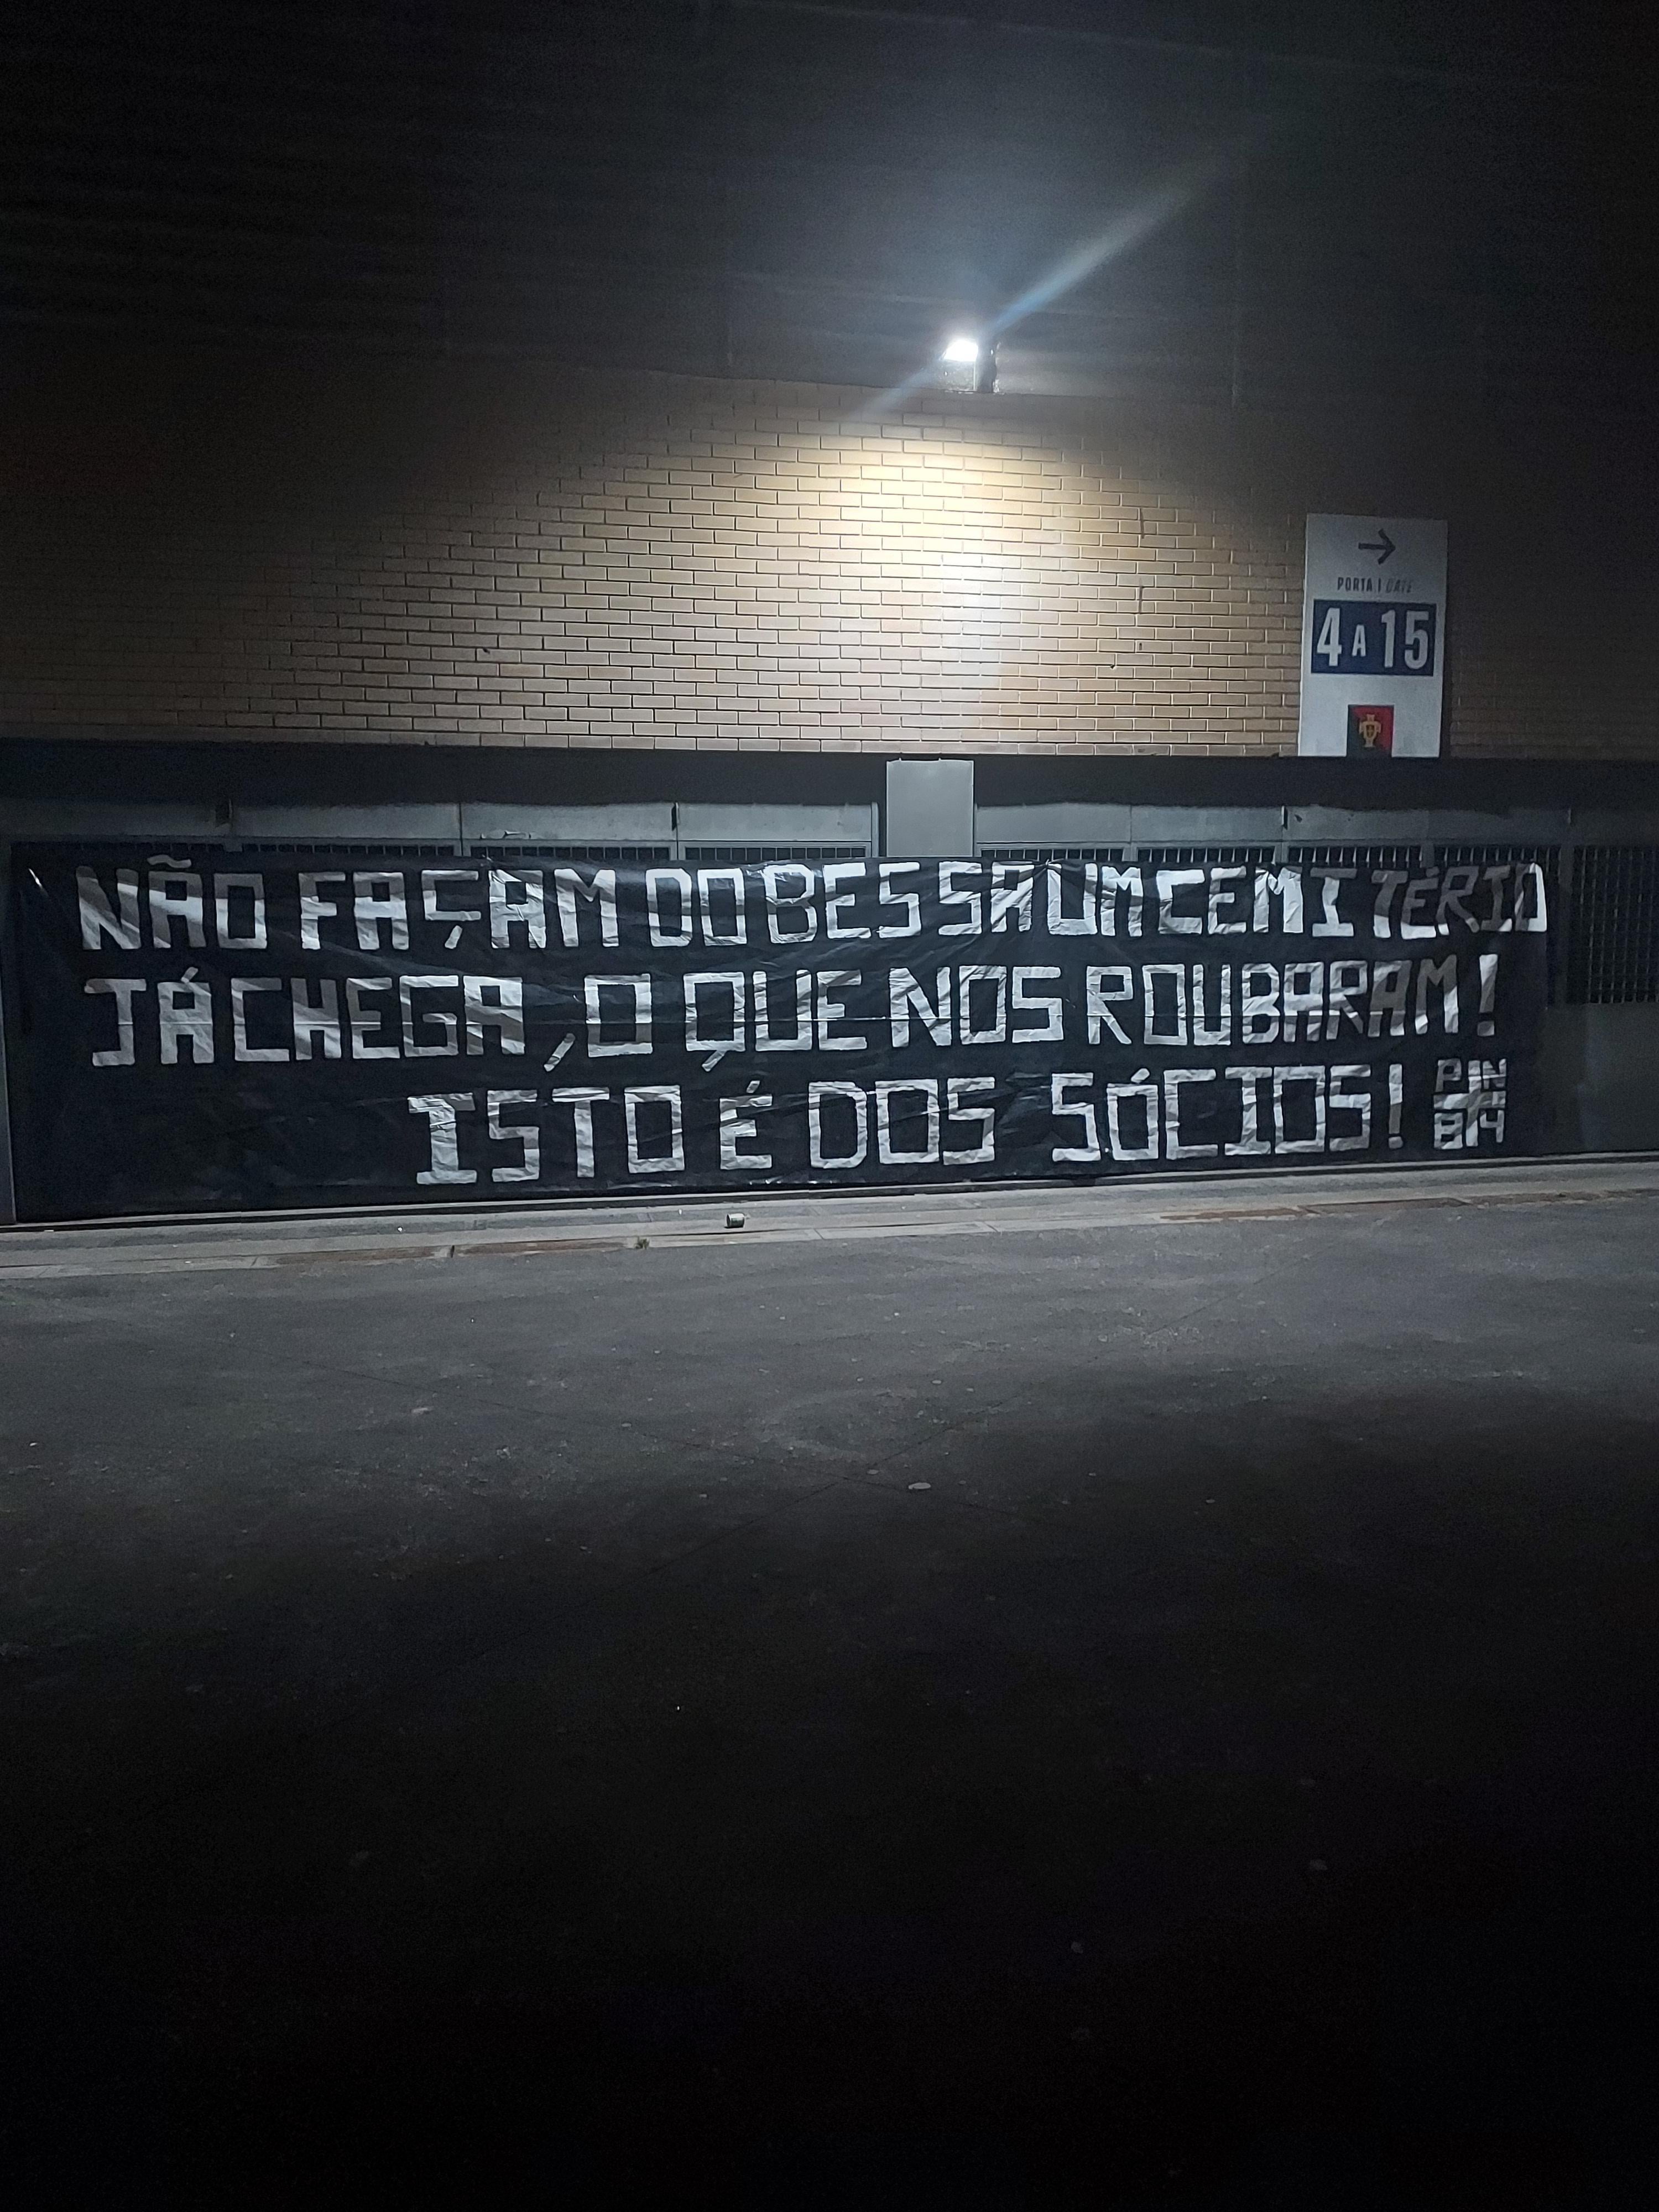 PORTA | GATE
4 A 15
NÃO FAÇAM DO BESSA UM CEMITÉRIO
JÁ CHEGA, O QUE NOS ROUBARAM!
ISTO É DOS SÓCIOS!